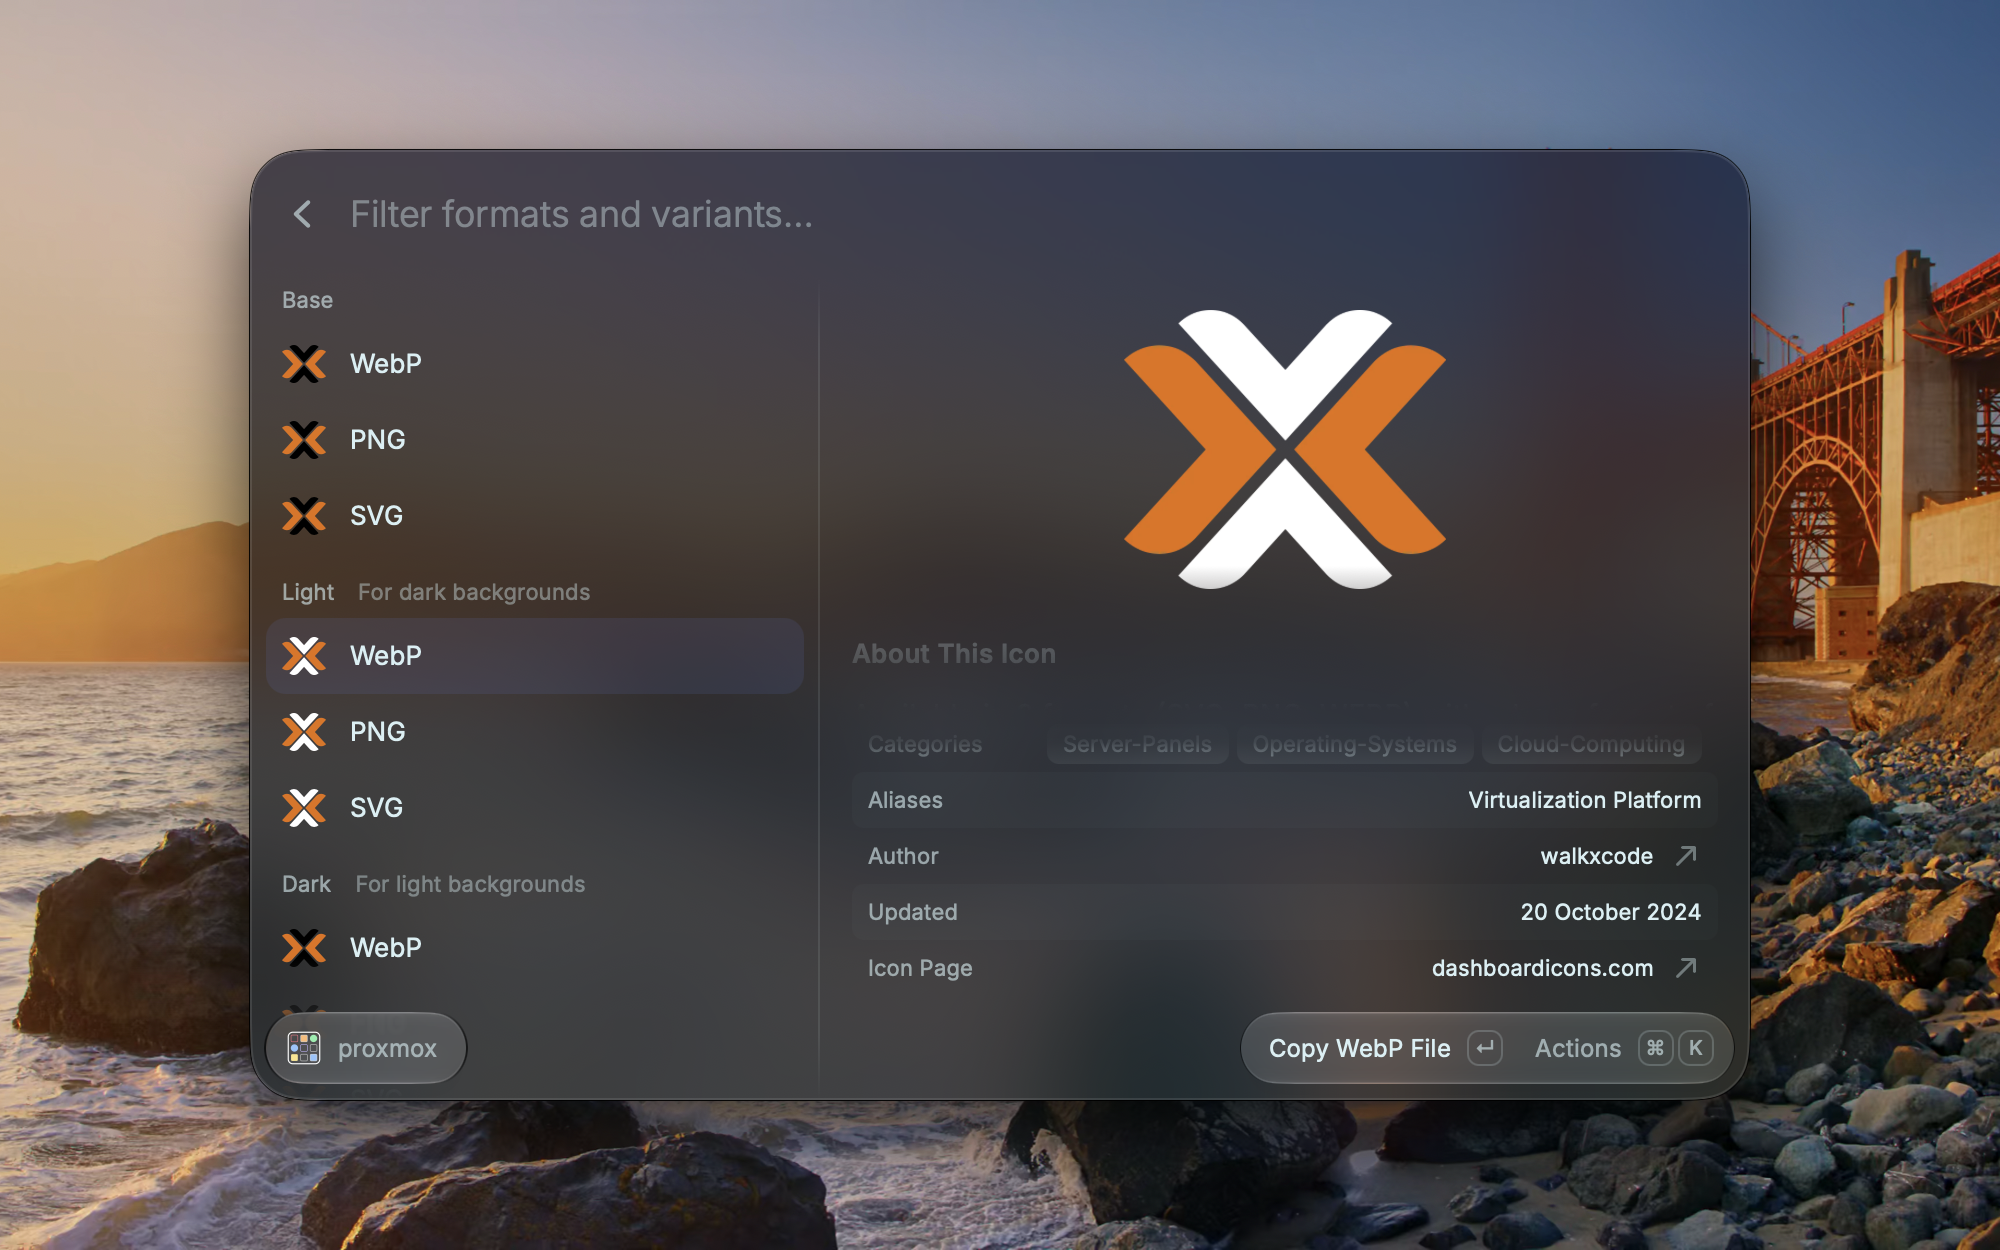 Filter formats and variants...
Base
WebP
PNG
SVG
Light For dark backgrounds
WebP
PNG
SVG
Dark For light backgrounds
WebP
proxmox
About This Icon
Categories Server-Panels Operating-Systems Cloud-Computing
Aliases Virtualization Platform
Author walkxcode
Updated 20 October 2024
Icon Page dashboardicons.com
Copy WebP File ↵ Actions ⌘ K